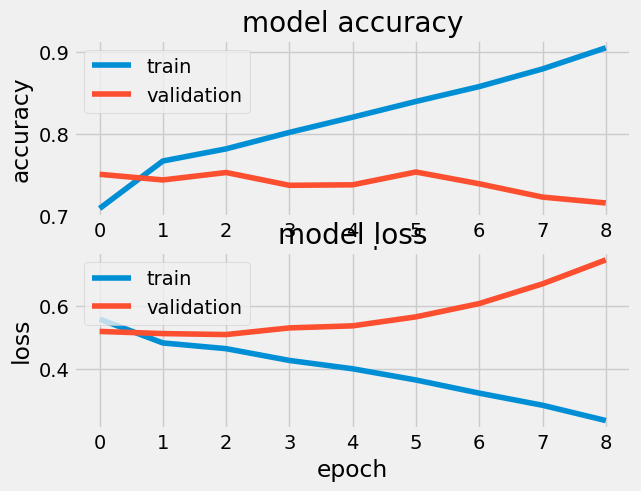 model accuracy
0.9
0.8
0.7
accuracy
train
validation
0 1 2 3 4 5 6 7 8
model loss
0.6
0.4
loss
train
validation
0 1 2 3 4 5 6 7 8
epoch